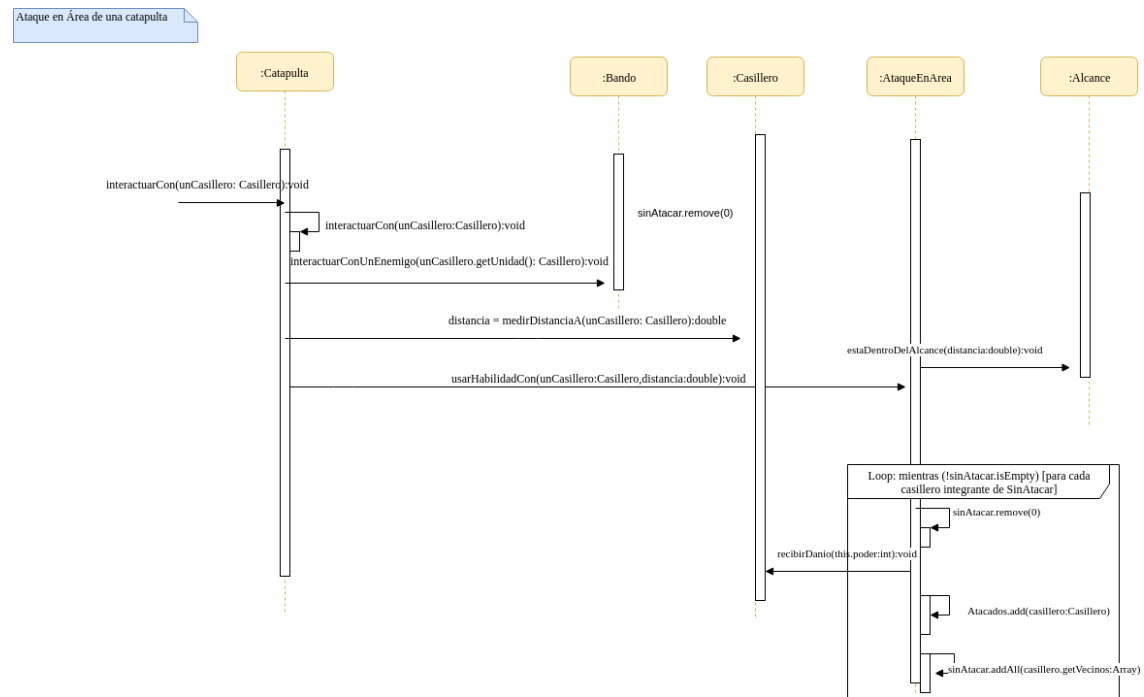 Ataque en Área de una catapulta
:Catapulta
:Bando
:Casillero
:AtaqueEnArea
:Alcance
interactuarCon(unCasillero: Casillero):void
sinAtacar.remove(0)
interactuarCon(unCasillero:Casillero):void
interactuarConUnEnemigo(unCasillero.getUnidad(): Casillero):void
distancia = medirDistanciaA(unCasillero: Casillero):double
estaDentroDelAlcance(distancia:double):void
usarHabilidadCon(unCasillero:Casillero,distancia:double):void
Loop: mientras (!sinAtacar.isEmpty) [para cada
casillero integrante de SinAtacar]
sinAtacar.remove(0)
recibirDanio(this.poder:int):void
Atacados.add(casillero:Casillero)
sinAtacar.addAll(casillero.getVecinos:Array)